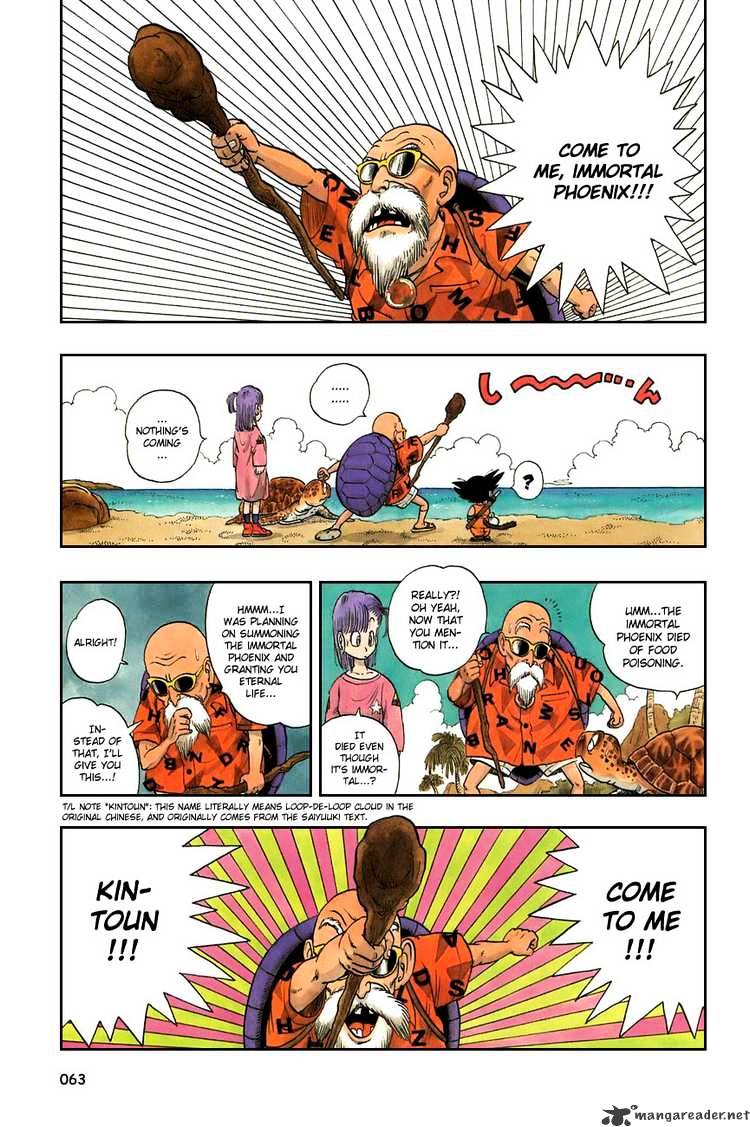 COME TO
ME, IMMORTAL
PHOENIX!!!
し〜〜…ん
?
.....
.....
...
NOTHING'S
COMING
...
UMM...THE
IMMORTAL
PHOENIX DIED
OF FOOD
POISONING.
REALLY?!
OH YEAH,
NOW THAT
YOU MEN-
TION IT...
IT
DIED EVEN
THOUGH
IT'S IMMOR-
TAL...?
HMMM...I
WAS PLANNING
ON SUMMONING
THE IMMORTAL
PHOENIX AND
GRANTING YOU
ETERNAL
LIFE...
ALRIGHT!
IN-
STEAD OF
THAT, I'LL
GIVE YOU
THIS...!
T/L NOTE "KINTOUN": THIS NAME LITERALLY MEANS LOOP-DE-LOOP CLOUD IN THE
ORIGINAL CHINESE, AND ORIGINALLY COMES FROM THE SAIYUUKI TEXT.
COME
TO ME
!!!
KIN-
TOUN
!!!
063
mangareader.net